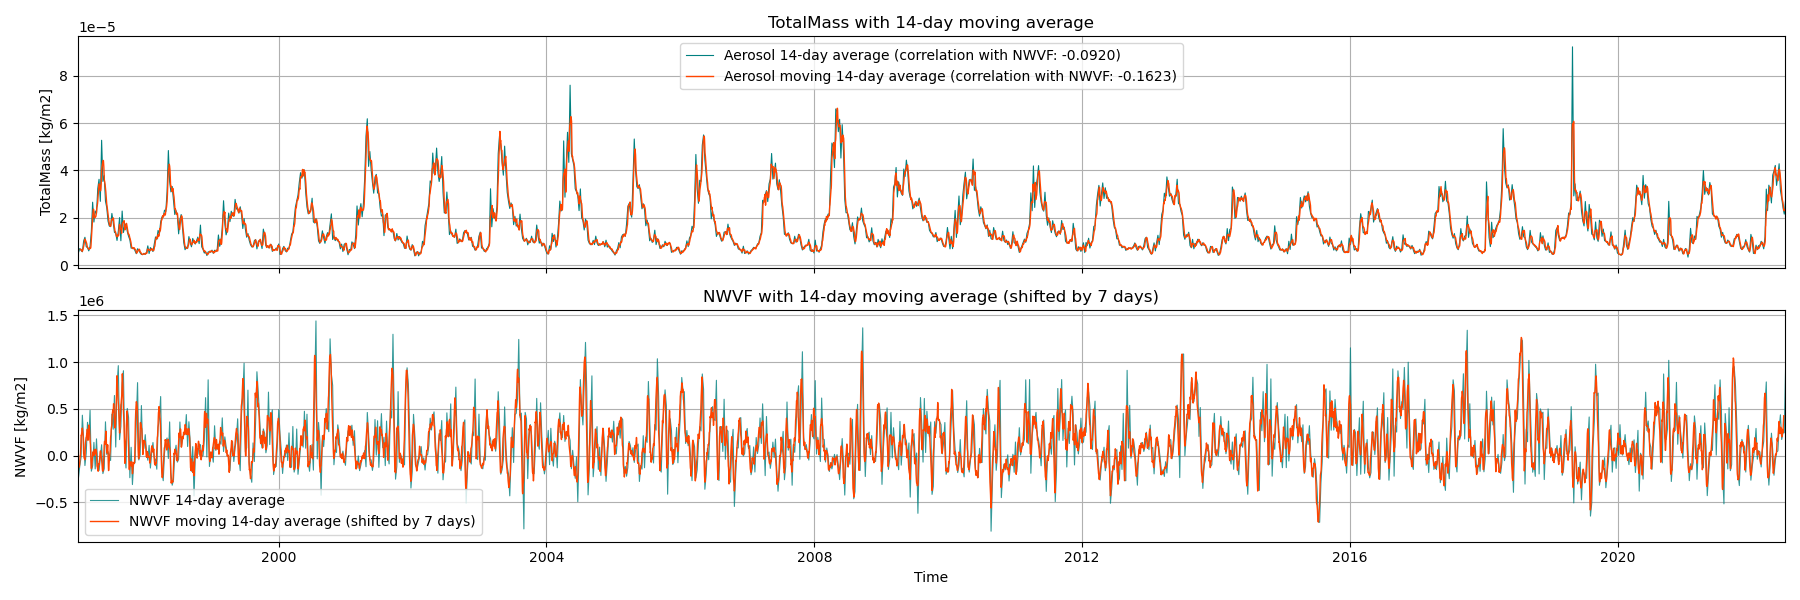 TotalMass with 14-day moving average
1e−5
Aerosol 14-day average (correlation with NWVF: -0.0920)
Aerosol moving 14-day average (correlation with NWVF: -0.1623)
TotalMass [kg/m2]
8
6
4
2
0
NWVF with 14-day moving average (shifted by 7 days)
1e6
NWVF [kg/m2]
1.5
1.0
0.5
0.0
−0.5
NWVF 14-day average
NWVF moving 14-day average (shifted by 7 days)
2000 2004 2008 2012 2016 2020
Time